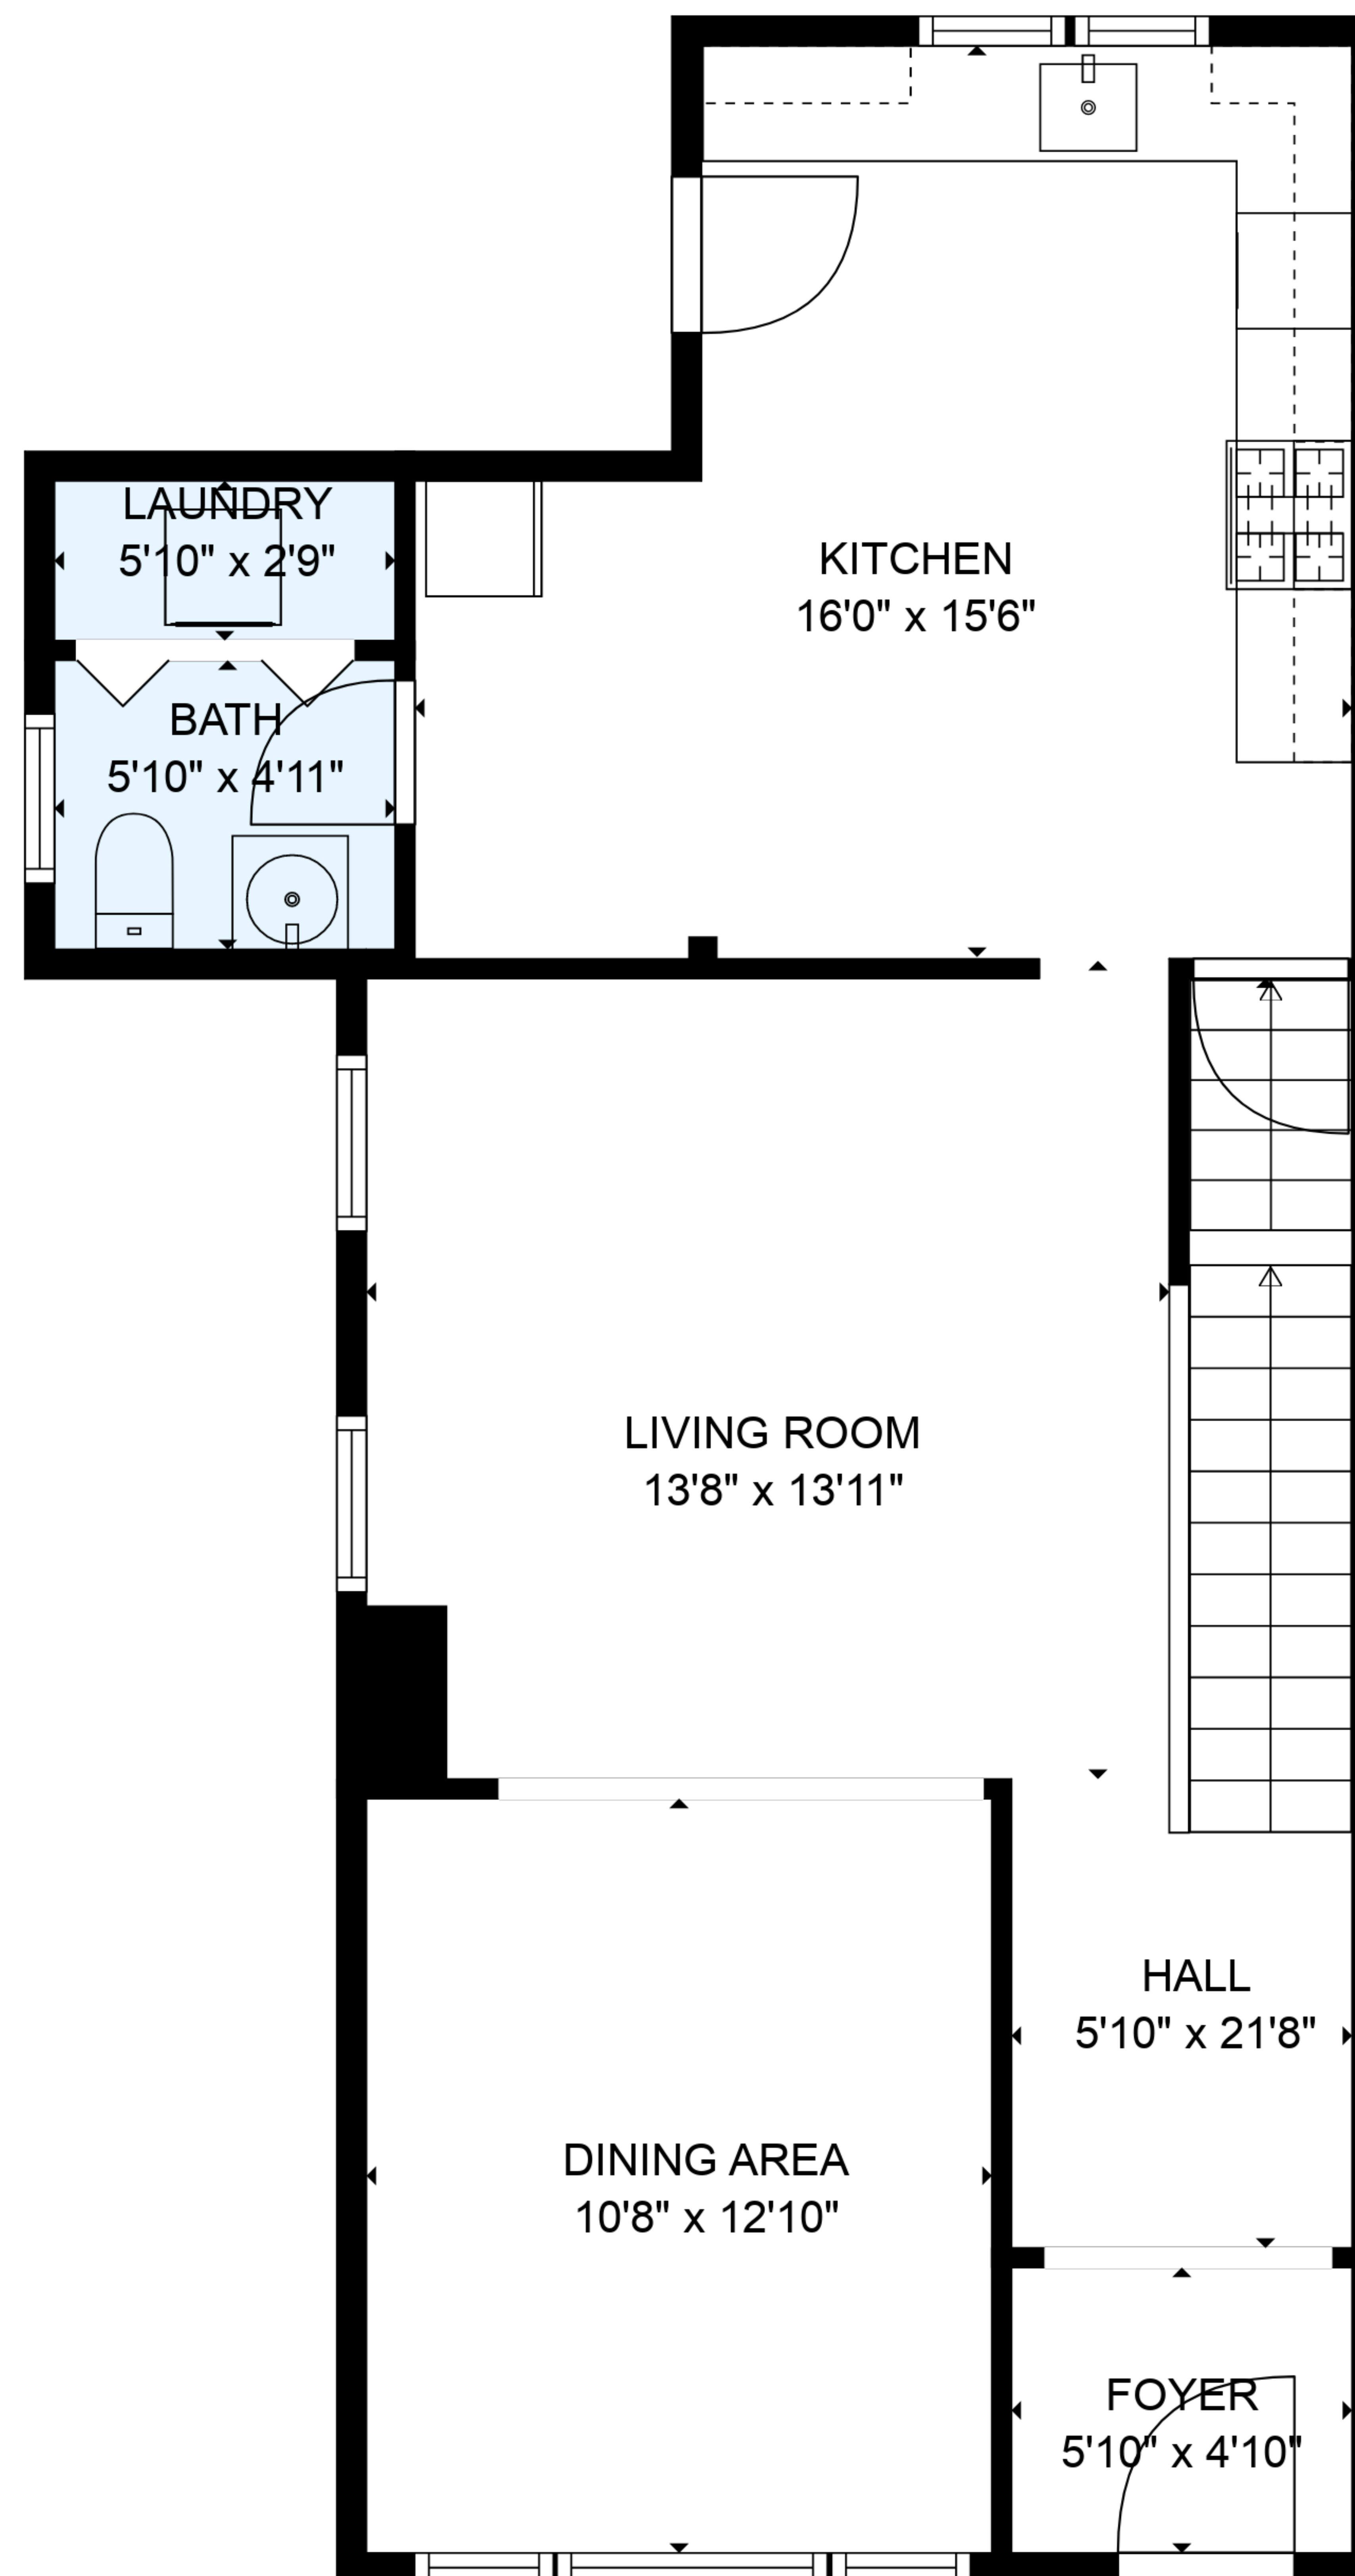 LAUNDRY
5'10" x 2'9"
KITCHEN
16'0" x 15'6"
BATH
5'10" x 4'11"
LIVING ROOM
13'8" x 13'11"
HALL
5'10" x 21'8"
DINING AREA
10'8" x 12'10"
FOYER
5'10" x 4'10"